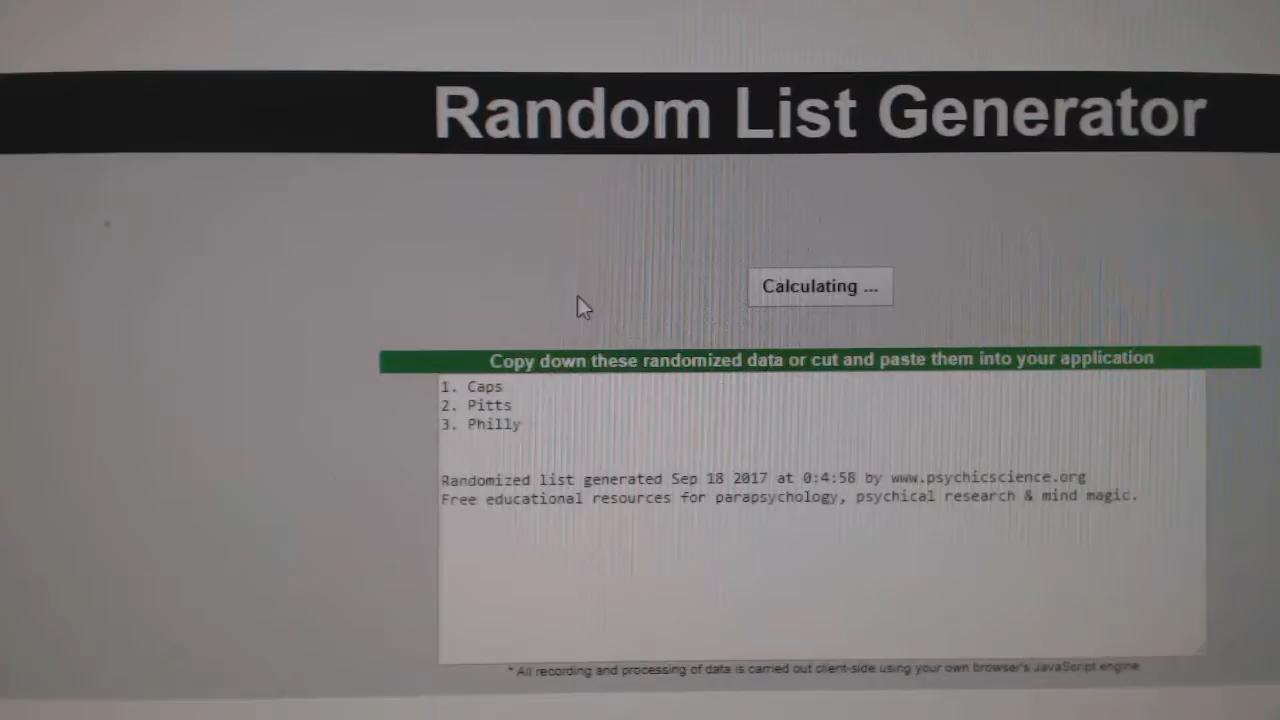 Random List Generator
Calculating ...
Copy down these randomized data or cut and paste them into your application
1. Caps
2. Pitts
3. Philly
Randomized list generated Sep 18 2017 at 0:4:58 by www.psychicscience.org
Free educational resources for parapsychology, psychical research & mind magic.
* All recording and processing of data is carried out client-side using your own browser's JavaScript engine